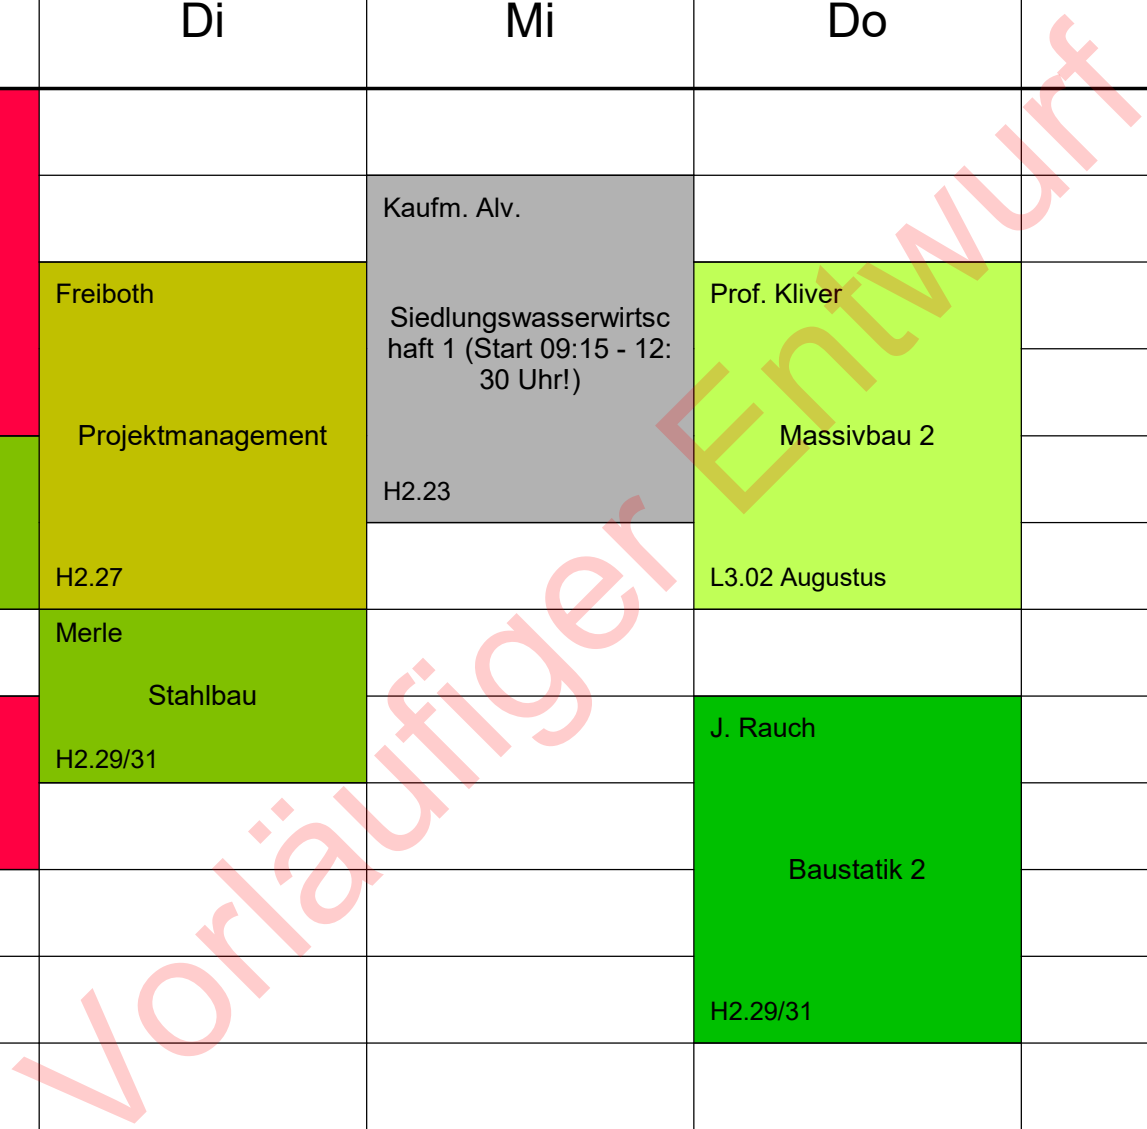 Di
Mi
Do
Kaufm. Alv.
Siedlungswasserwirtsc
haft 1 (Start 09:15 - 12:
30 Uhr!)
H2.23
Freiboth
Projektmanagement
H2.27
Prof. Kliver
Massivbau 2
L3.02 Augustus
Merle
Stahlbau
H2.29/31
J. Rauch
Baustatik 2
H2.29/31
Vorläufiger Entwurf